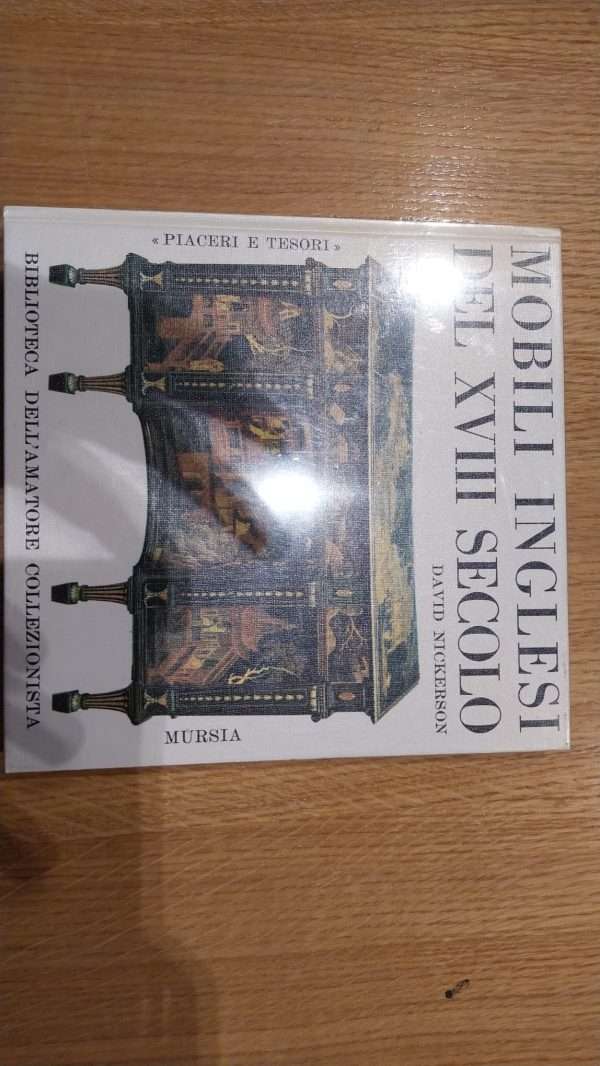 MOBILI INGLESI
DEL XVIII SECOLO
DAVID NICKERSON
« PIACERI E TESORI »
MURSIA
BIBLIOTECA DELL'AMATORE COLLEZIONISTA